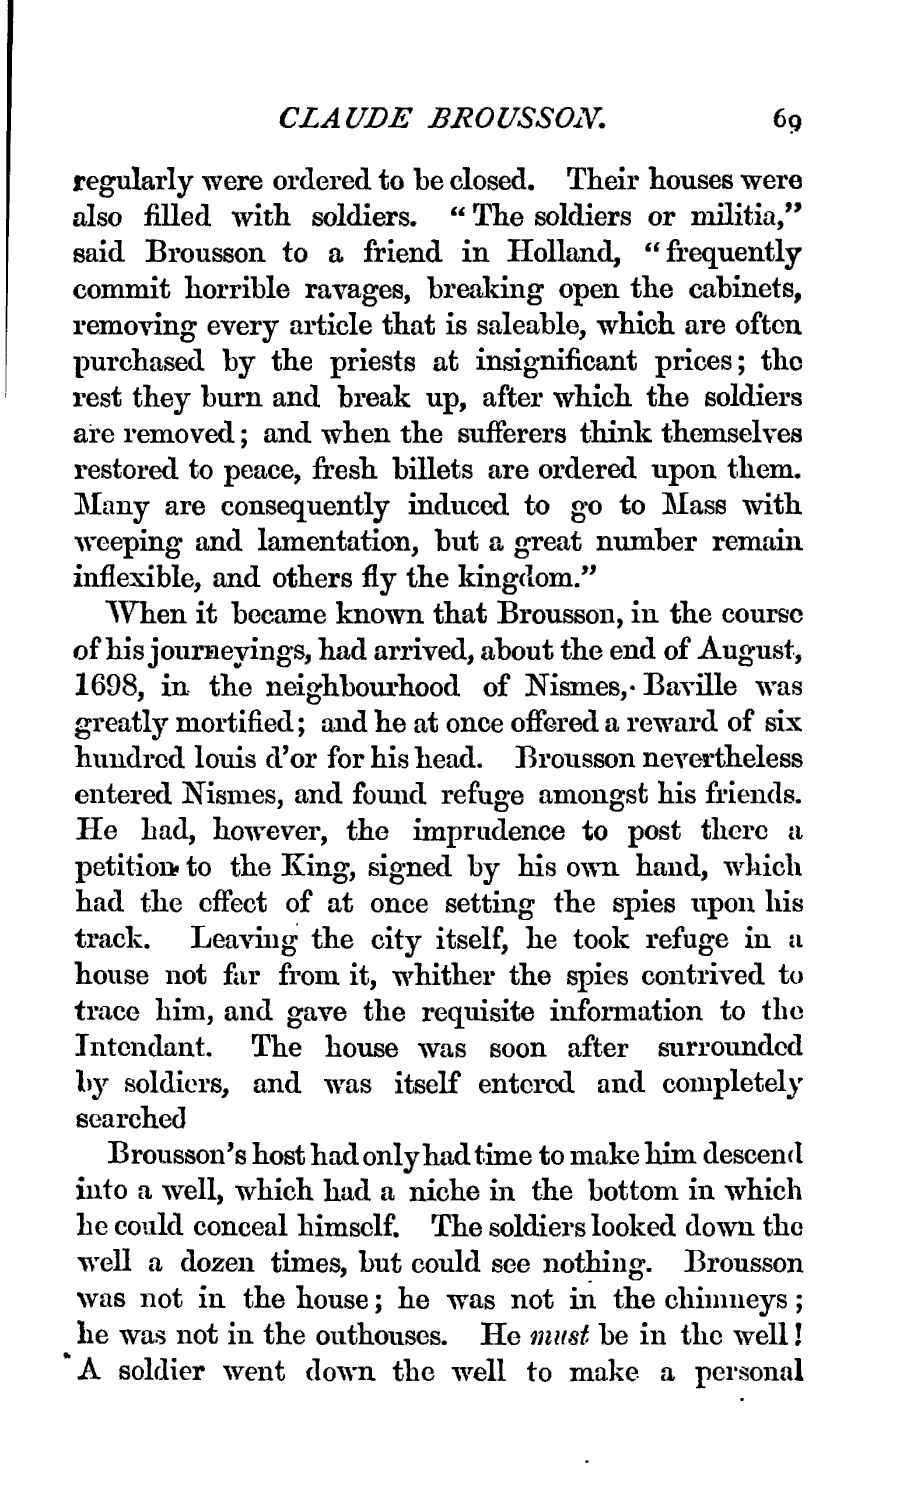 CLAUDE BROUSSON. 69
regularly were ordered to be closed. Their houses were
also filled with soldiers. “The soldiers or militia,”
said Brousson to a friend in Holland, “frequently
commit horrible ravages, breaking open the cabinets,
removing every article that is saleable, which are often
purchased by the priests at insignificant prices; the
rest they burn and break up, after which the soldiers
are removed; and when the sufferers think themselves
restored to peace, fresh billets are ordered upon them.
Many are consequently induced to go to Mass with
weeping and lamentation, but a great number remain
inflexible, and others fly the kingdom.”
When it became known that Brousson, in the course
of his journeyings, had arrived, about the end of August,
1698, in the neighbourhood of Nismes, Baville was
greatly mortified; and he at once offered a reward of six
hundred louis d’or for his head. Brousson nevertheless
entered Nismes, and found refuge amongst his friends.
He had, however, the imprudence to post there a
petition to the King, signed by his own hand, which
had the effect of at once setting the spies upon his
track. Leaving the city itself, he took refuge in a
house not far from it, whither the spies contrived to
trace him, and gave the requisite information to the
Intendant. The house was soon after surrounded
by soldiers, and was itself entered and completely
searched
Brousson’s host had only had time to make him descend
into a well, which had a niche in the bottom in which
he could conceal himself. The soldiers looked down the
well a dozen times, but could see nothing. Brousson
was not in the house; he was not in the chimneys;
he was not in the outhouses. He must be in the well!
A soldier went down the well to make a personal